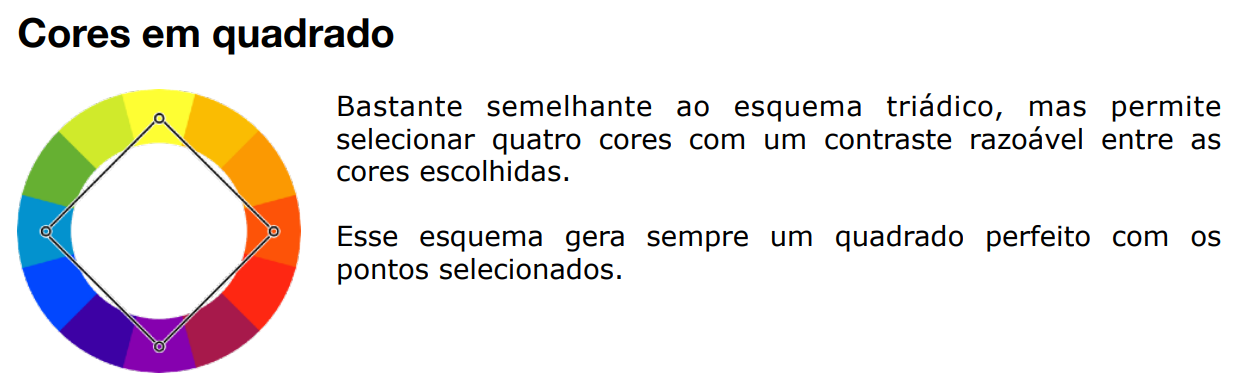 Cores em quadrado
Bastante semelhante ao esquema triádico, mas permite
selecionar quatro cores com um contraste razoável entre as
cores escolhidas.
Esse esquema gera sempre um quadrado perfeito com os
pontos selecionados.